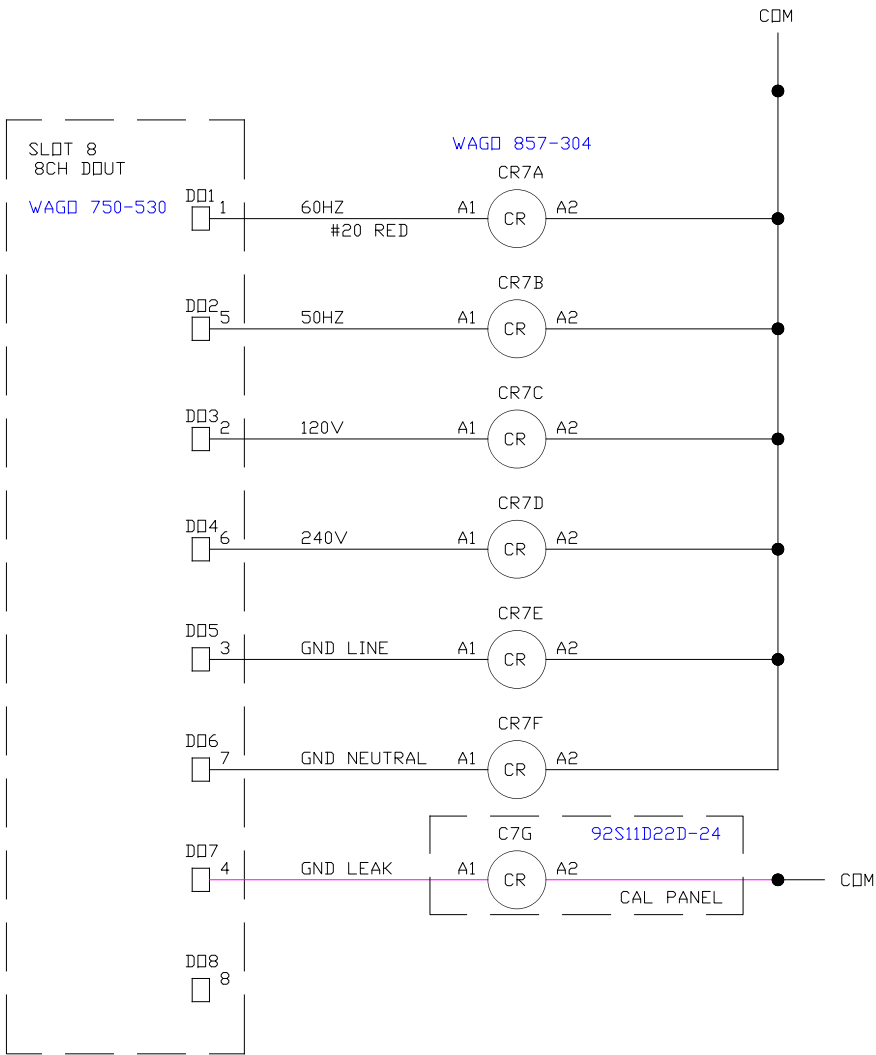 COM
SLOT 8
8CH DOUT
WAGO 750-530
WAGO 857-304
CR7A
DO1
1
60HZ
#20 RED
A1
CR
A2
CR7B
DO2
5
50HZ
A1
CR
A2
CR7C
DO3
2
120V
A1
CR
A2
CR7D
DO4
6
240V
A1
CR
A2
CR7E
DO5
3
GND LINE
A1
CR
A2
CR7F
DO6
7
GND NEUTRAL
A1
CR
A2
C7G
92S11D22D-24
DO7
4
GND LEAK
A1
CR
A2
COM
CAL PANEL
DO8
8